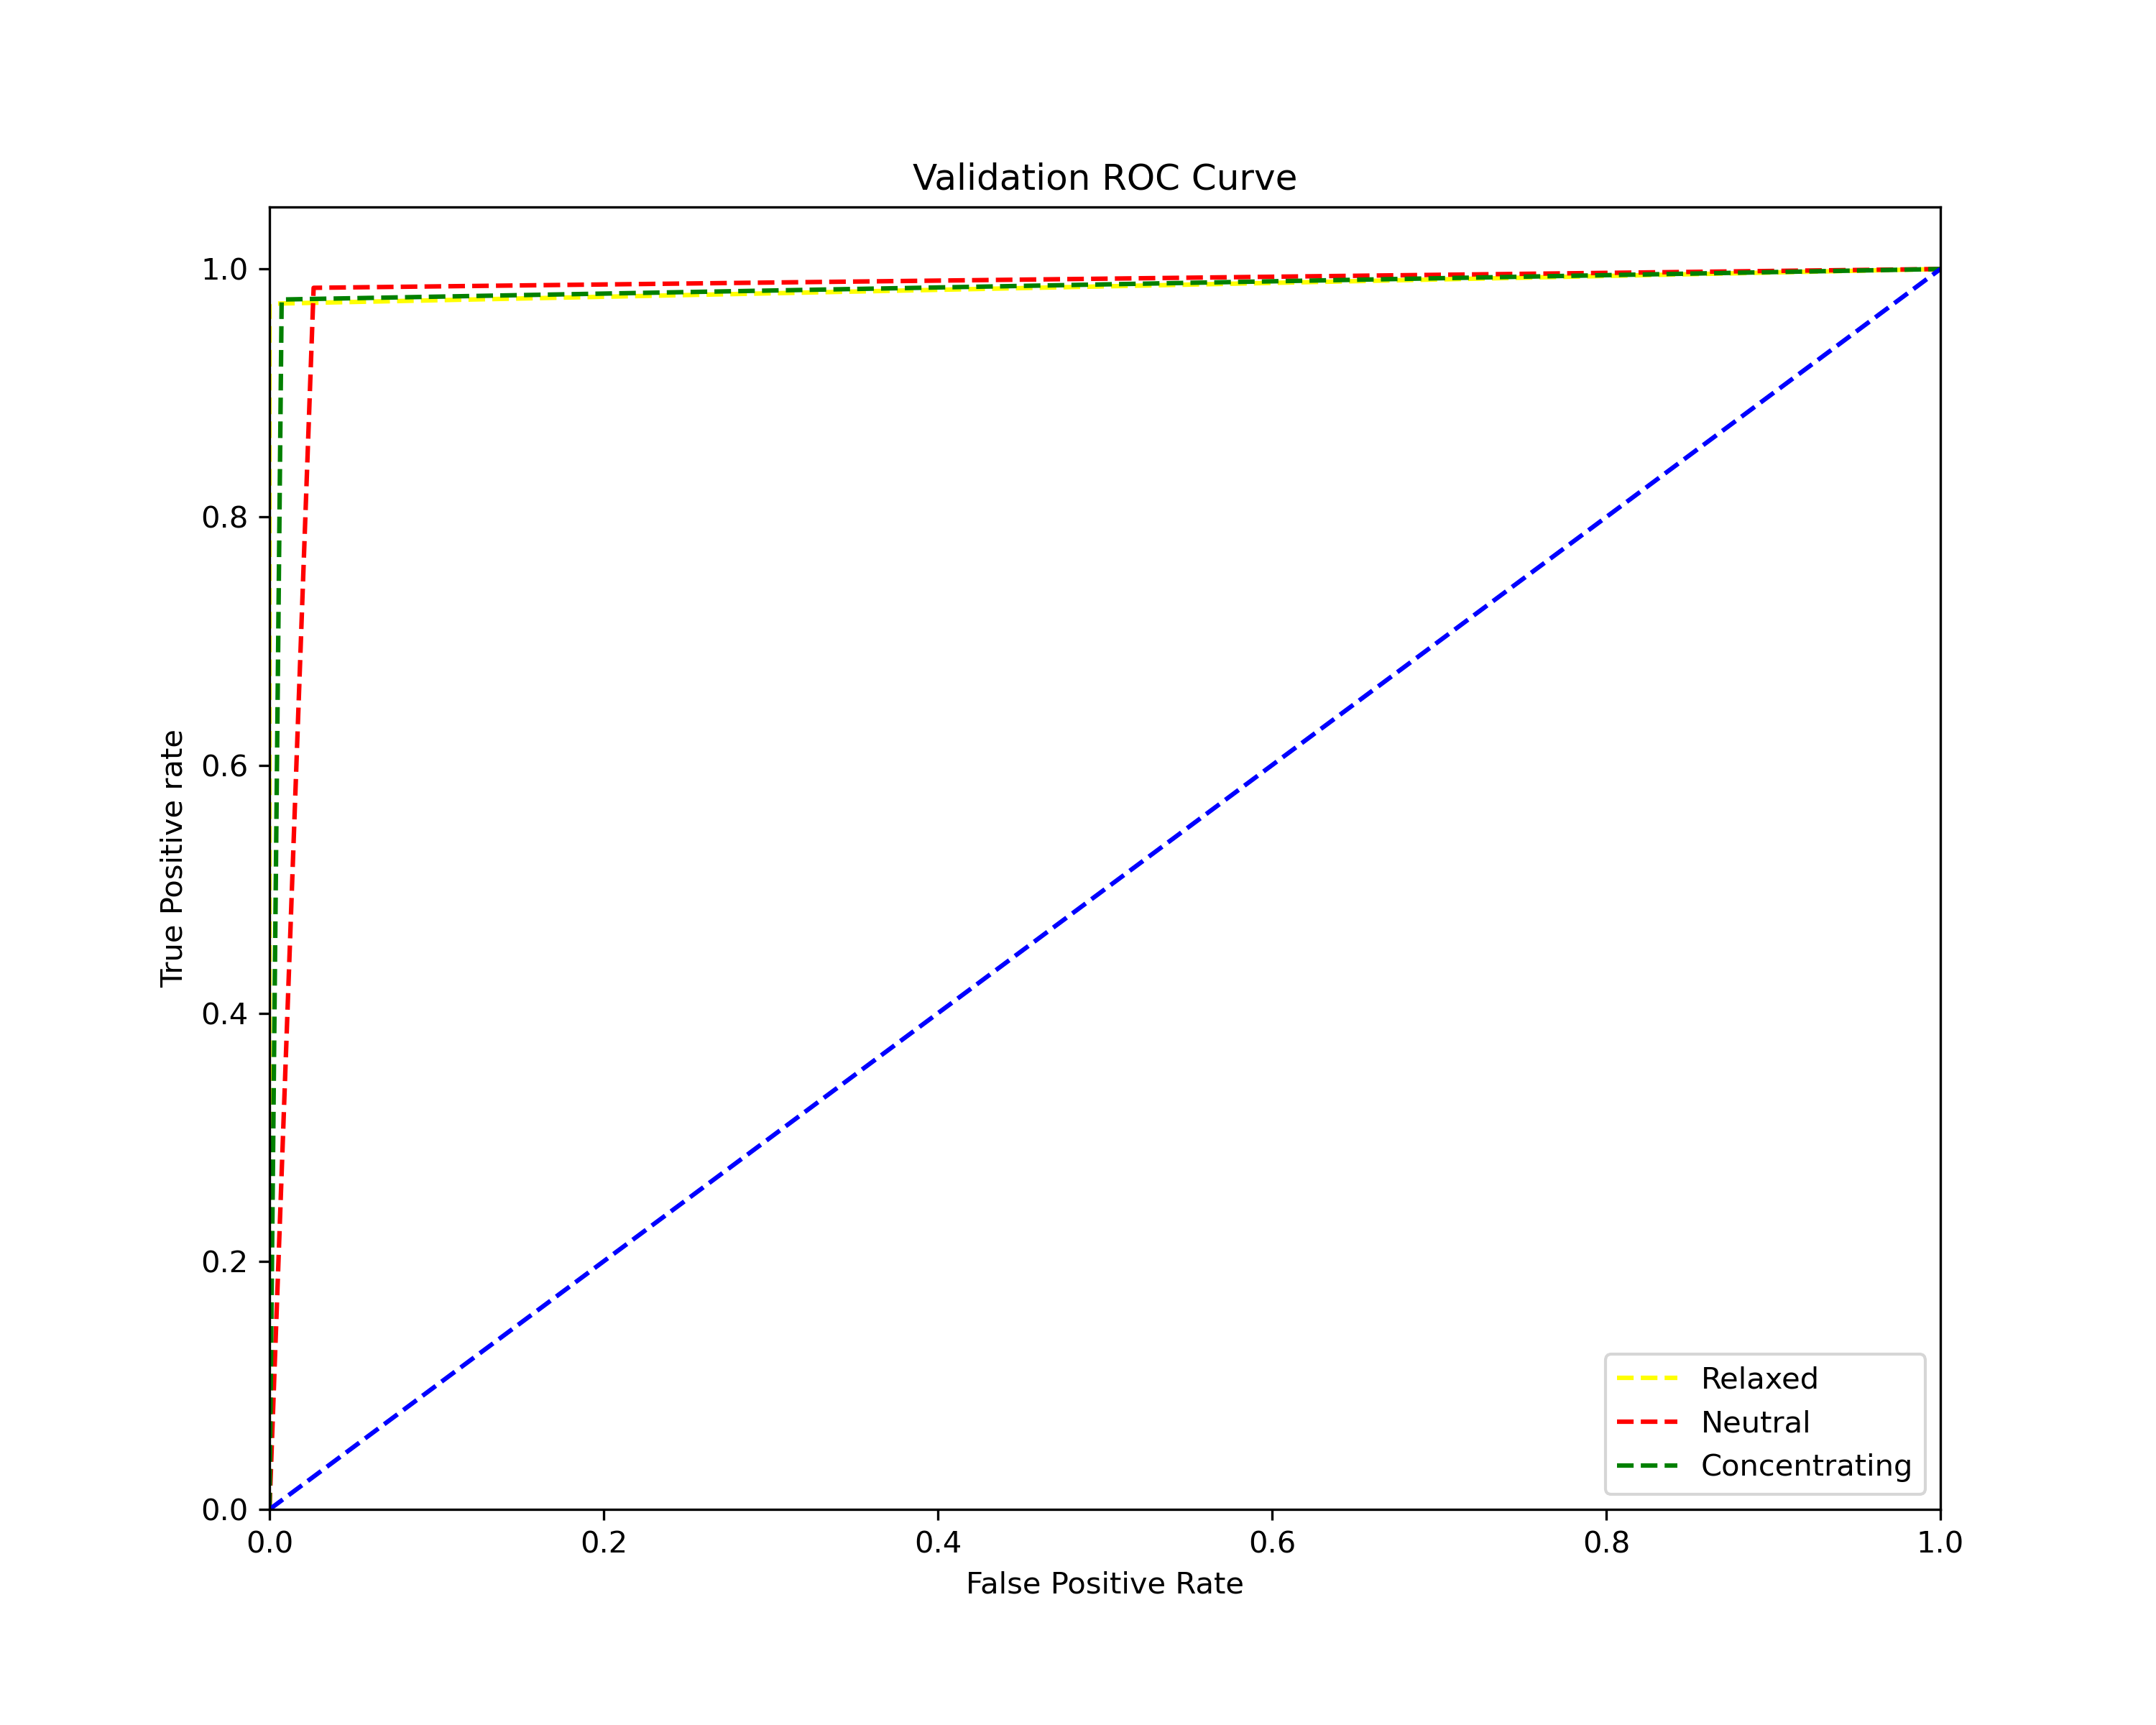 Validation ROC Curve
1.0
0.8
0.6
0.4
0.2
0.0
True Positive rate
0.0 0.2 0.4 0.6 0.8 1.0
False Positive Rate
Relaxed
Neutral
Concentrating